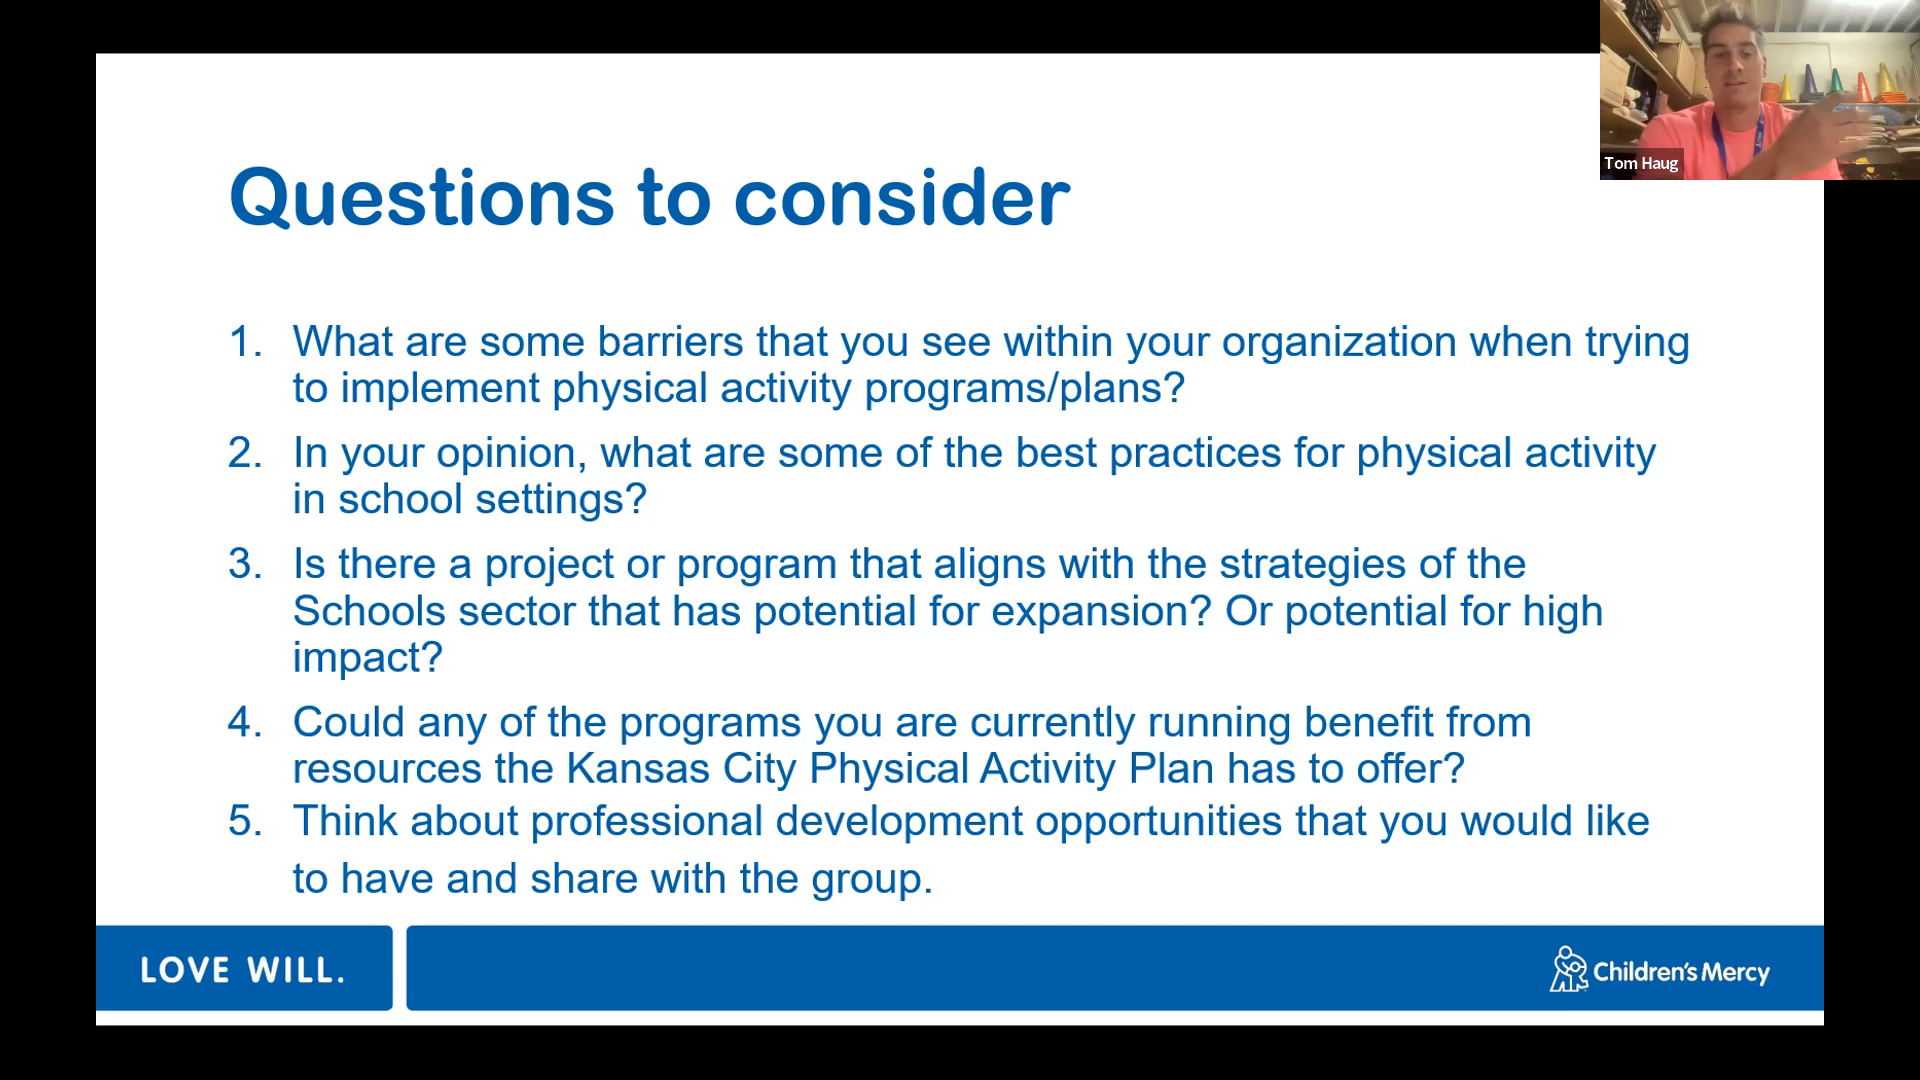 Tom Haug
Questions to consider
1. What are some barriers that you see within your organization when trying
to implement physical activity programs/plans?
2. In your opinion, what are some of the best practices for physical activity
in school settings?
3. Is there a project or program that aligns with the strategies of the
Schools sector that has potential for expansion? Or potential for high
impact?
4. Could any of the programs you are currently running benefit from
resources the Kansas City Physical Activity Plan has to offer?
5. Think about professional development opportunities that you would like
to have and share with the group.
LOVE WILL.
Children's Mercy